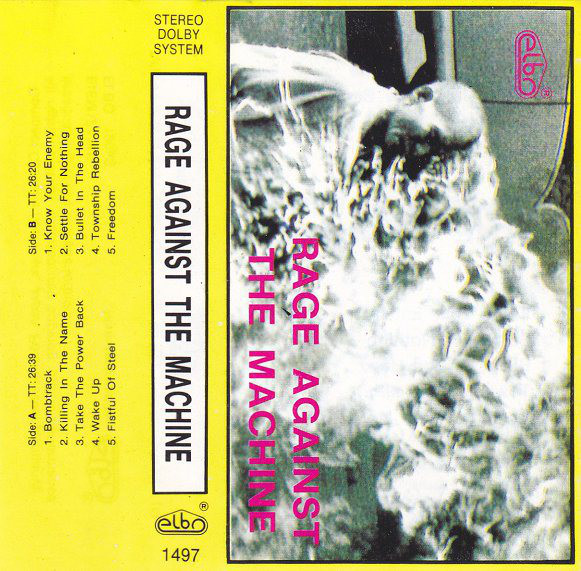 STEREO
DOLBY
SYSTEM
RAGE AGAINST THE MACHINE
elbo ®
1497
Side: A — TT: 26:39
1. Bombtrack
2. Killing In The Name
3. Take The Power Back
4. Wake Up
5. Fistful Of Steel
Side: B — TT: 26:20
1. Know Your Enemy
2. Settle For Nothing
3. Bullet In The Head
4. Township Rebellion
5. Freedom
elbo ®
RAGE AGAINST
THE MACHINE